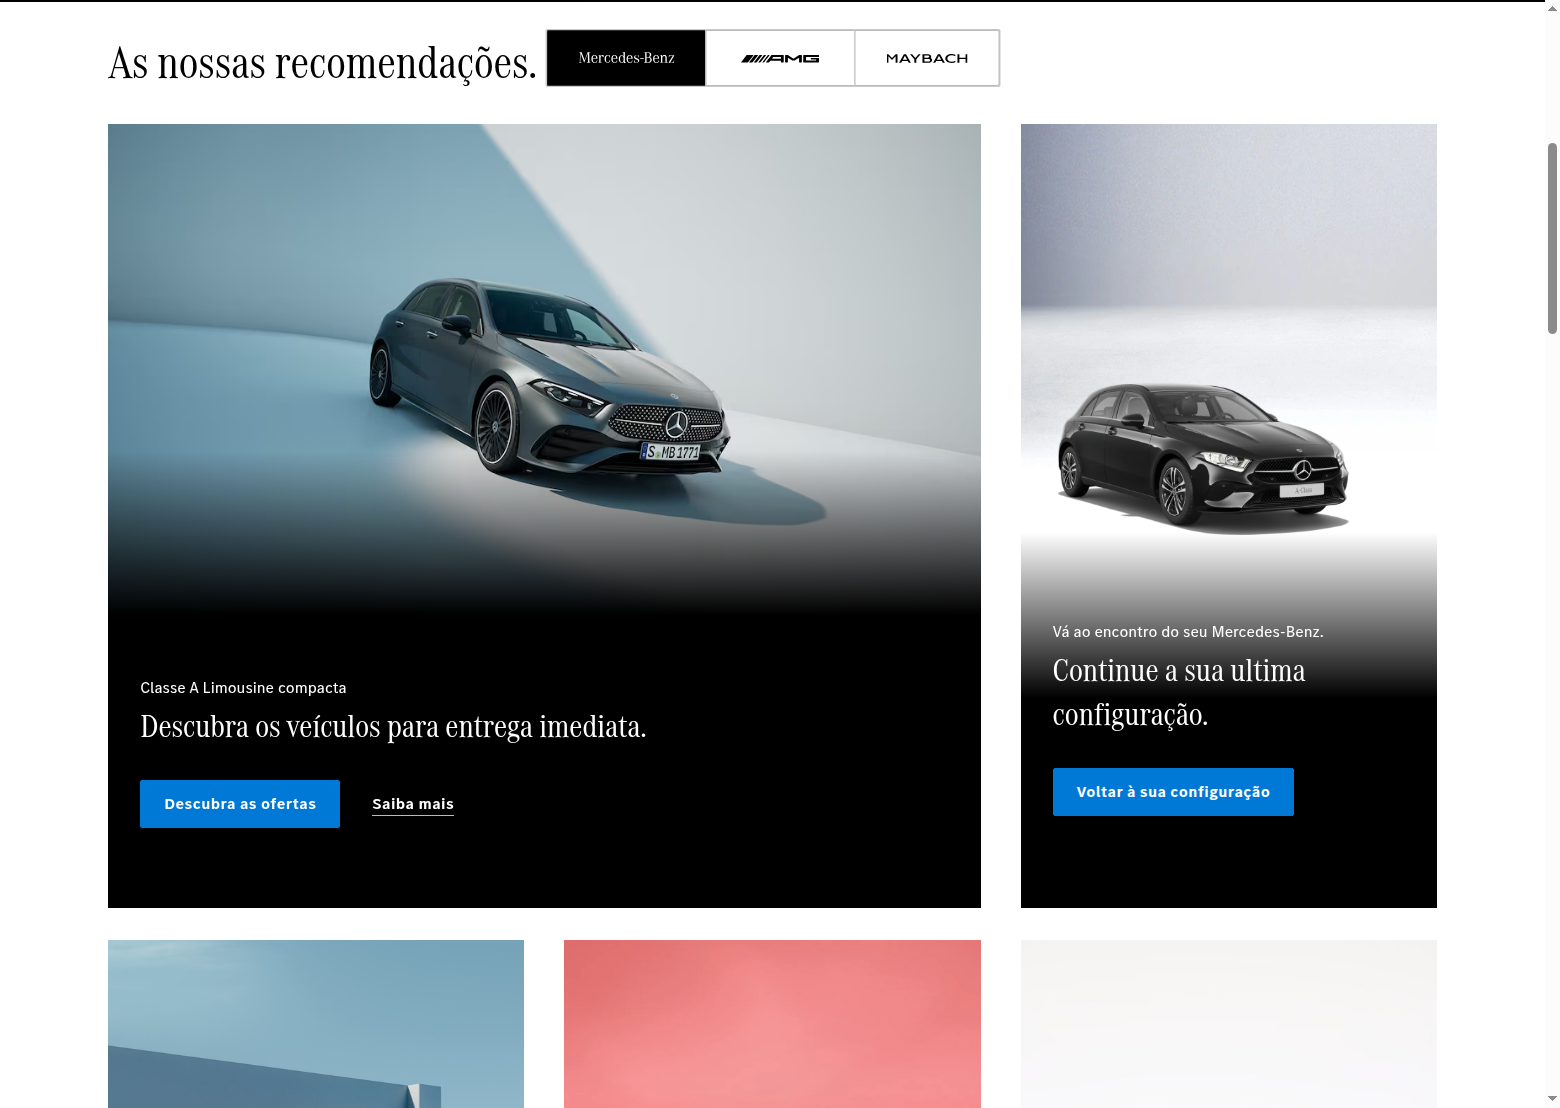 As nossas recomendações.
Mercedes-Benz
AMG
MAYBACH
S MB 1771
A-Class
Classe A Limousine compacta
Descubra os veículos para entrega imediata.
Descubra as ofertas
Saiba mais
Vá ao encontro do seu Mercedes-Benz.
Continue a sua ultima
configuração.
Voltar à sua configuração